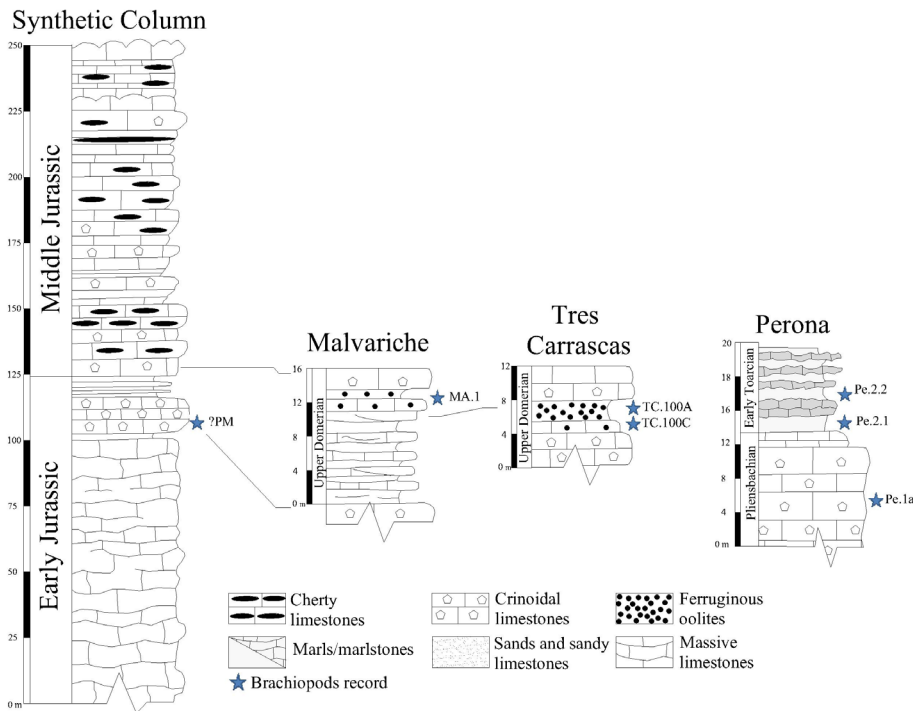 Synthetic Column
250
225
200
175
150
125
100
75
50
25
0 m
Middle Jurassic
Early Jurassic
?PM
Malvariche
16
12
8
4
0 m
Upper Domerian
MA.1
Tres
Carrascas
12
8
4
0 m
Upper Domerian
TC.100A
TC.100C
Perona
20
16
12
8
4
0 m
Early Toarcian
Pliensbachian
Pe.2.2
Pe.2.1
Pe.1a
Cherty
limestones
Crinoidal
limestones
Ferruginous
oolites
Marls/marlstones
Sands and sandy
limestones
Massive
limestones
Brachiopods record